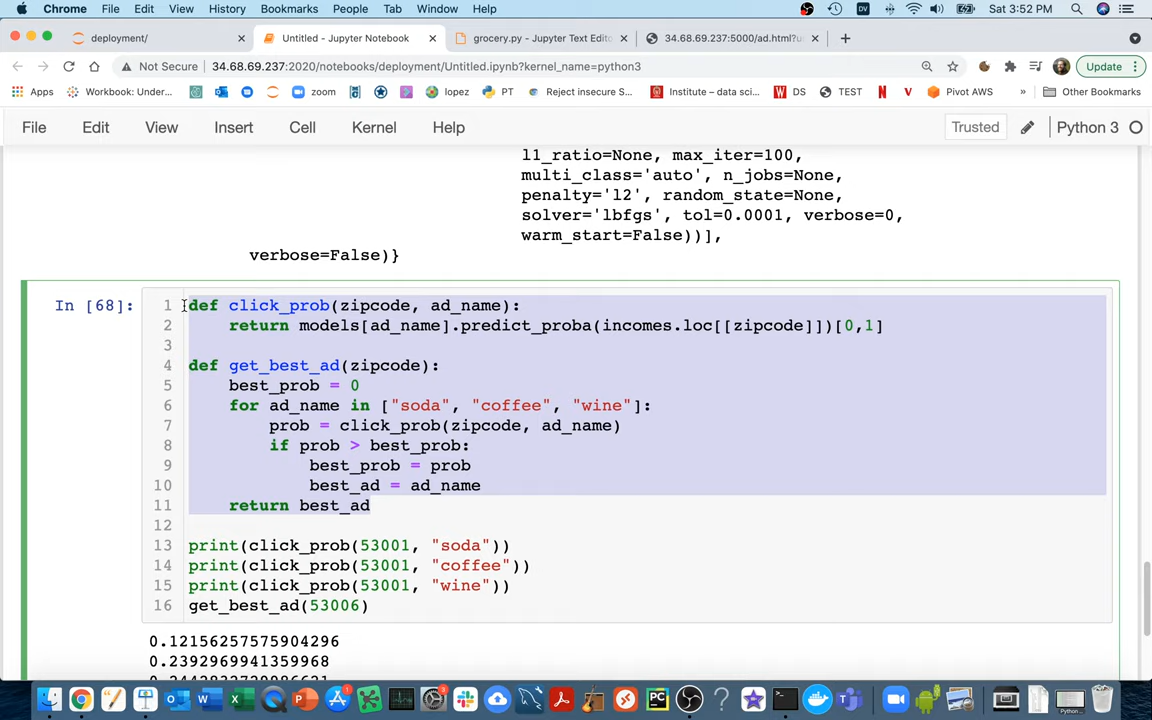 Chrome File Edit View History Bookmarks People Tab Window Help Sat 3:52 PM
deployment/ Untitled - Jupyter Notebook grocery.py - Jupyter Text Edito 34.68.69.237:5000/ad.html?u
Not Secure 34.68.69.237:2020/notebooks/deployment/Untitled.ipynb?kernel_name=python3 Update
Apps Workbook: Under... zoom lopez PT Reject insecure S... Institute – data sci... DS TEST Pivot AWS » Other Bookmarks
File Edit View Insert Cell Kernel Help Trusted Python 3
l1_ratio=None, max_iter=100,
multi_class='auto', n_jobs=None,
penalty='l2', random_state=None,
solver='lbfgs', tol=0.0001, verbose=0,
warm_start=False))],
verbose=False)}
In [68]: 1 def click_prob(zipcode, ad_name):
2 return models[ad_name].predict_proba(incomes.loc[[zipcode]])[0,1]
3
4 def get_best_ad(zipcode):
5 best_prob = 0
6 for ad_name in ["soda", "coffee", "wine"]:
7 prob = click_prob(zipcode, ad_name)
8 if prob > best_prob:
9 best_prob = prob
10 best_ad = ad_name
11 return best_ad
12
13 print(click_prob(53001, "soda"))
14 print(click_prob(53001, "coffee"))
15 print(click_prob(53001, "wine"))
16 get_best_ad(53006)
0.12156257575904296
0.2392969941359968